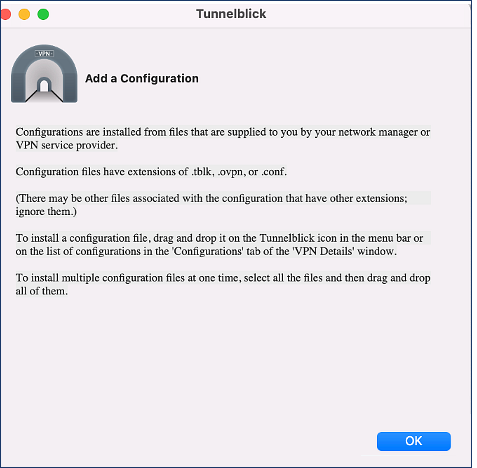 Tunnelblick
VPN
Add a Configuration
Configurations are installed from files that are supplied to you by your network manager or
VPN service provider.
Configuration files have extensions of .tblk, .ovpn, or .conf.
(There may be other files associated with the configuration that have other extensions;
ignore them.)
To install a configuration file, drag and drop it on the Tunnelblick icon in the menu bar or
on the list of configurations in the 'Configurations' tab of the 'VPN Details' window.
To install multiple configuration files at one time, select all the files and then drag and drop
all of them.
OK